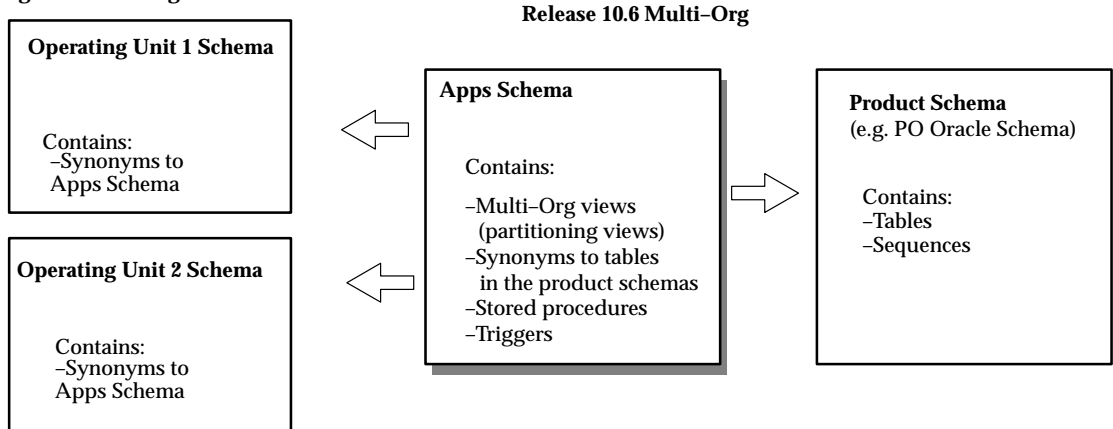 Release 10.6 Multi–Org
Operating Unit 1 Schema
Contains:
–Synonyms to
Apps Schema
Operating Unit 2 Schema
Contains:
–Synonyms to
Apps Schema
Apps Schema
Contains:
–Multi–Org views
(partitioning views)
–Synonyms to tables
in the product schemas
–Stored procedures
–Triggers
Product Schema
(e.g. PO Oracle Schema)
Contains:
–Tables
–Sequences